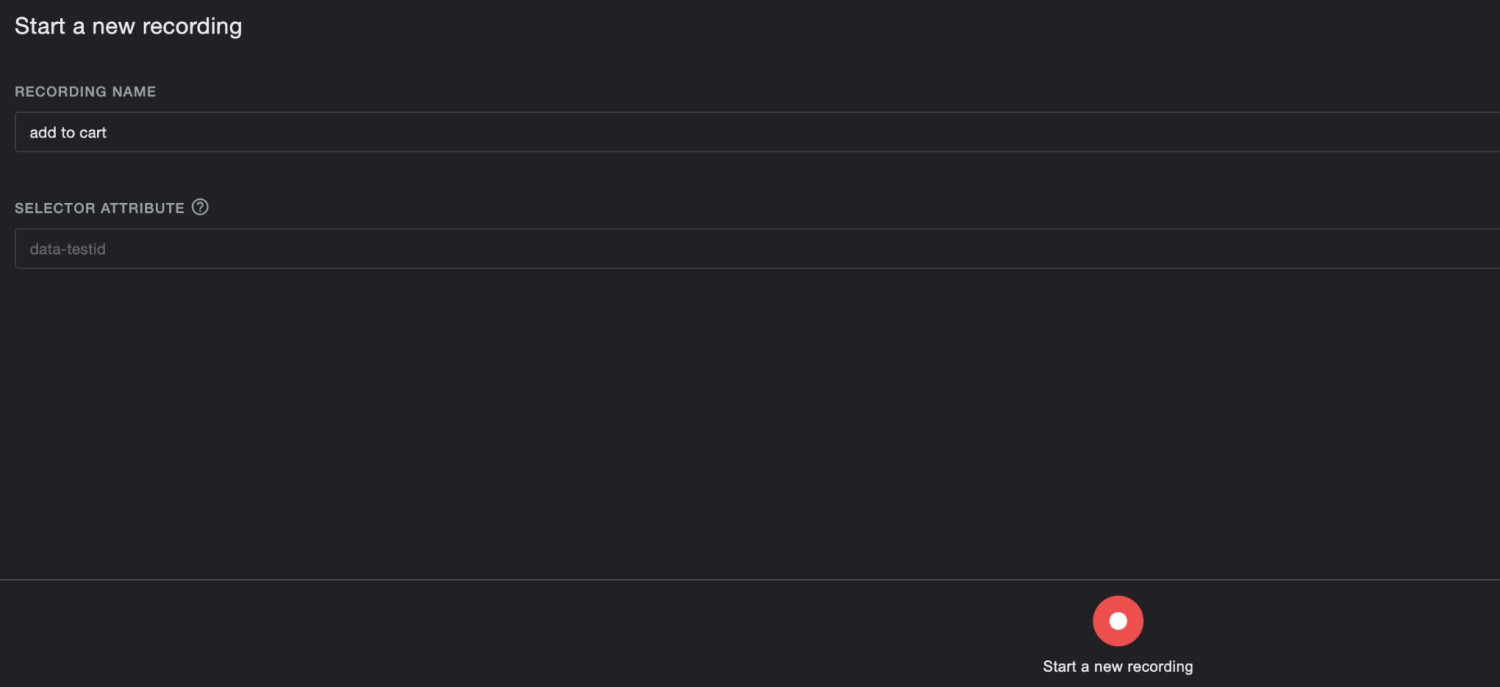 Start a new recording
RECORDING NAME
add to cart
SELECTOR ATTRIBUTE ?
data-testid
Start a new recording